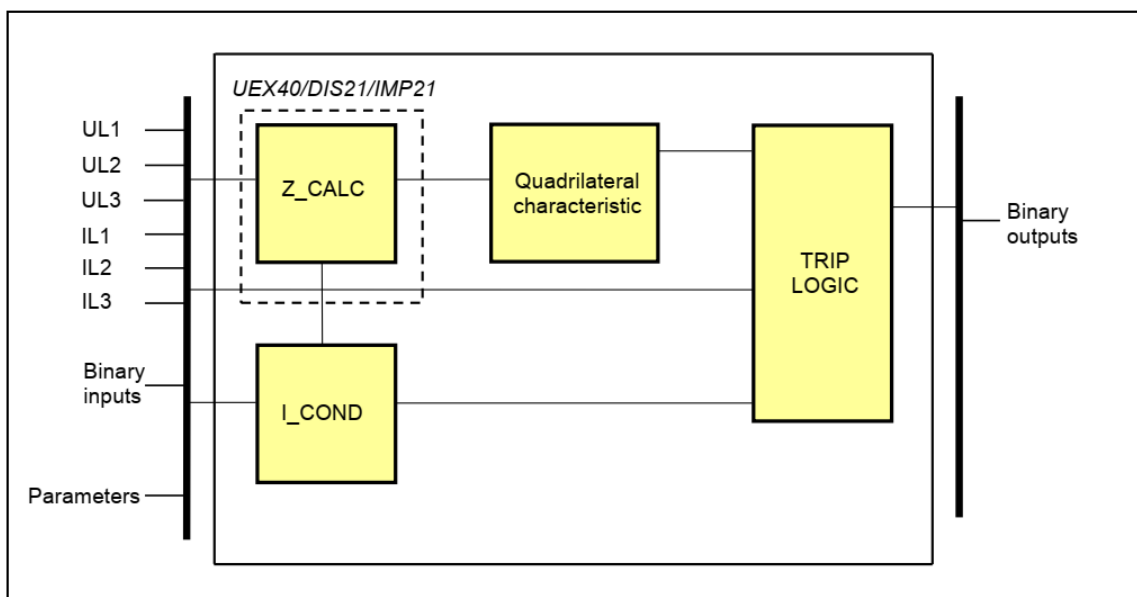 UEX40/DIS21/IMP21
UL1
UL2
UL3
IL1
IL2
IL3
Binary
inputs
Parameters
Z_CALC
Quadrilateral
characteristic
I_COND
TRIP
LOGIC
Binary
outputs